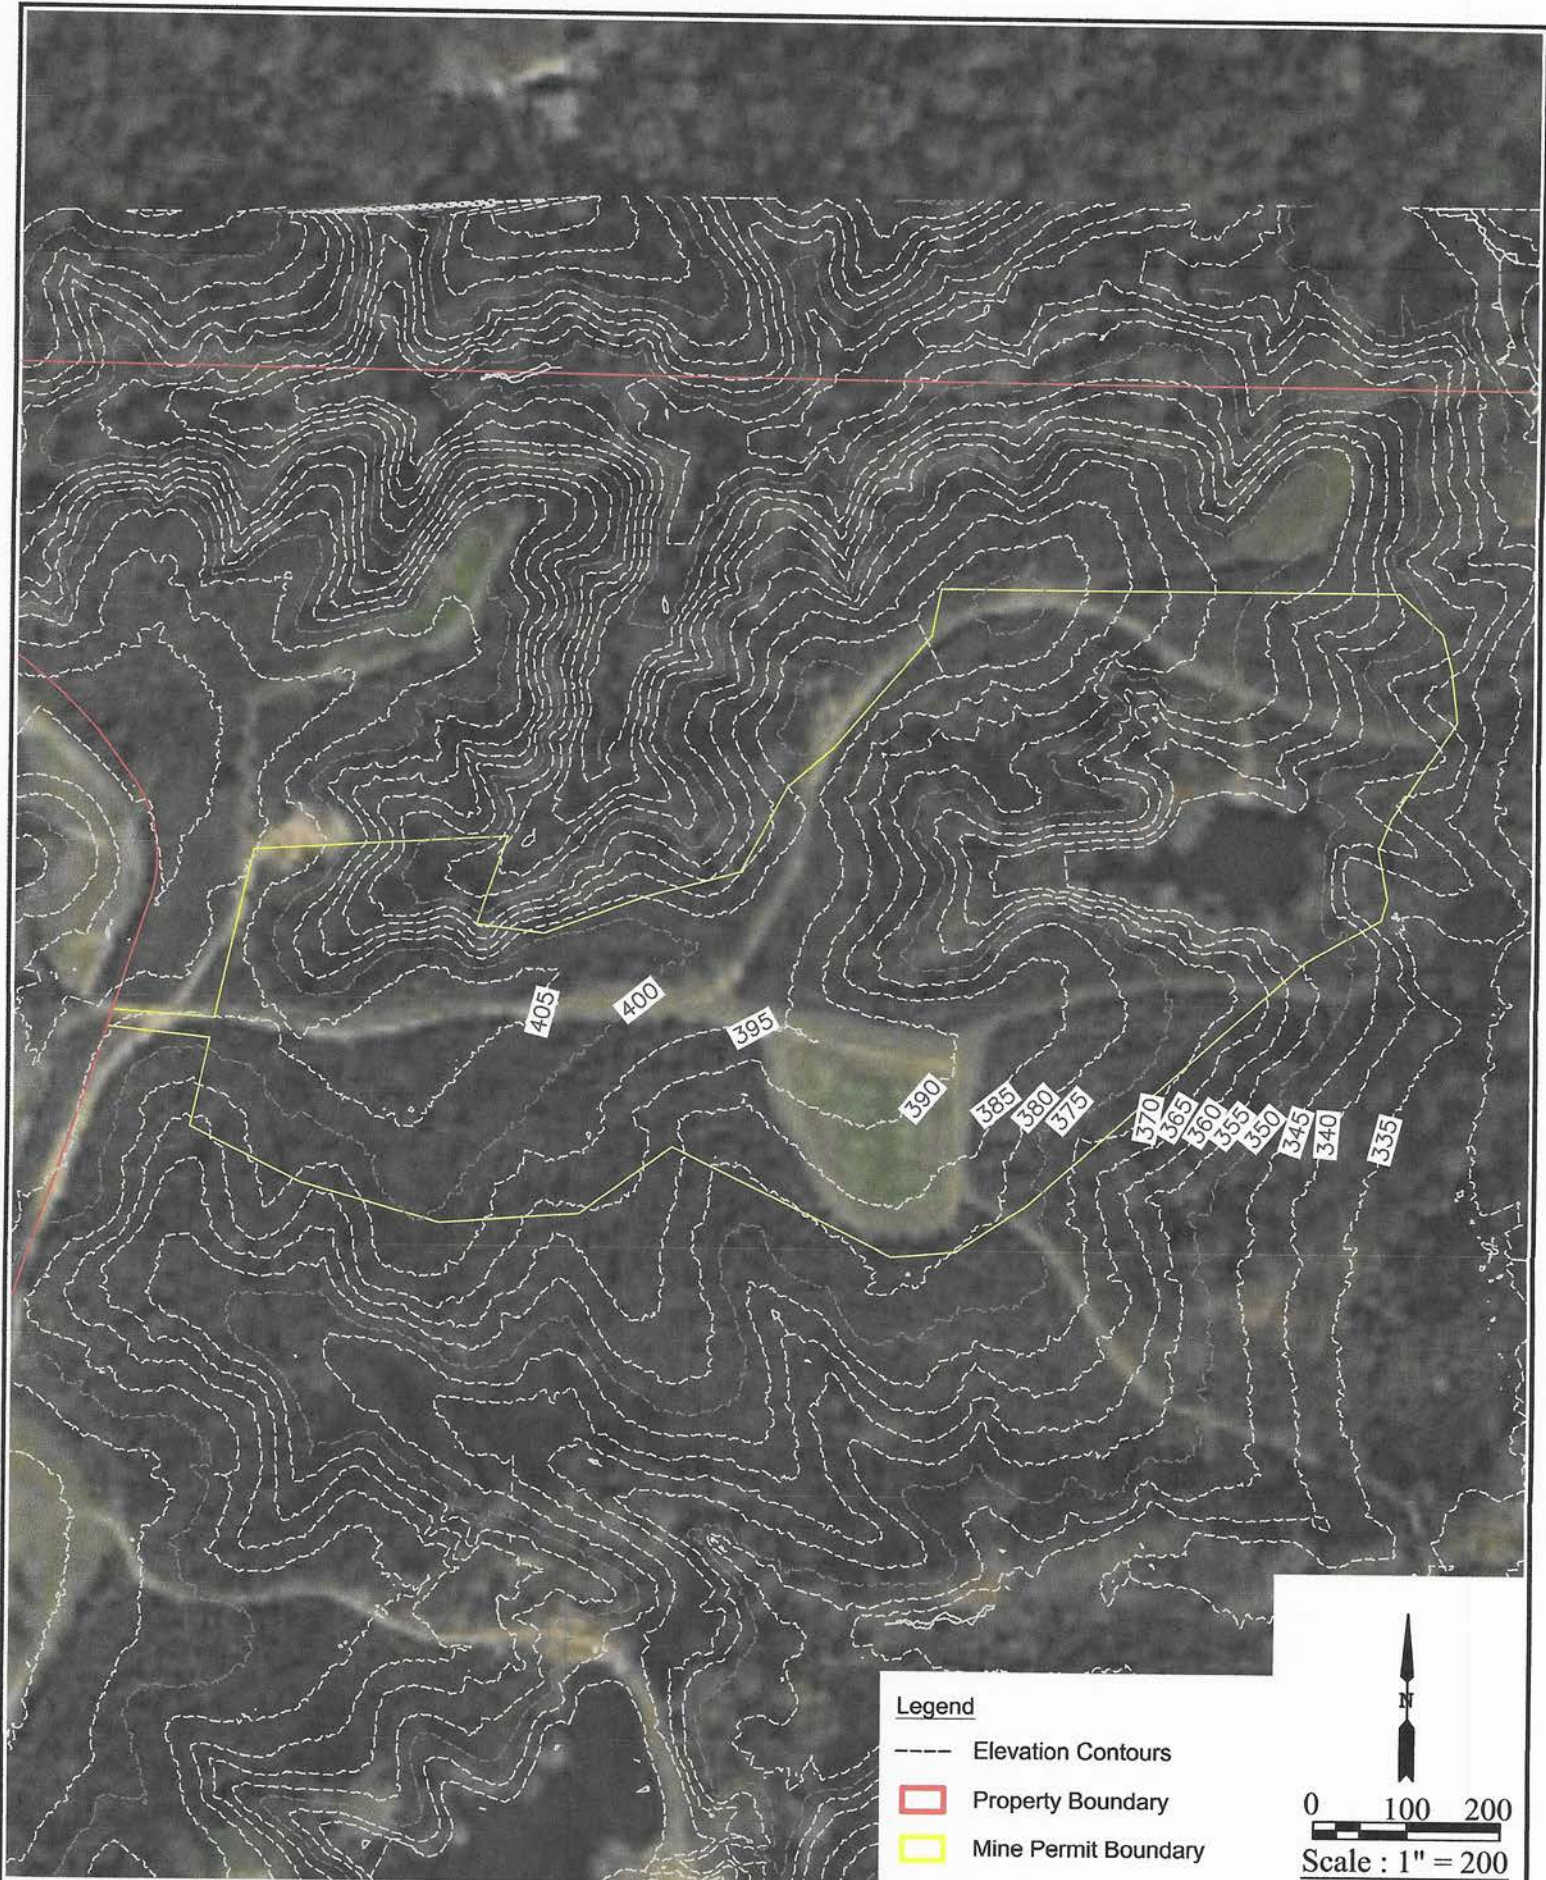 405
400
395
390
385
380
375
370
365
360
355
350
345
340
335
Legend
Elevation Contours
Property Boundary
Mine Permit Boundary
N
0 100 200
Scale : 1" = 200